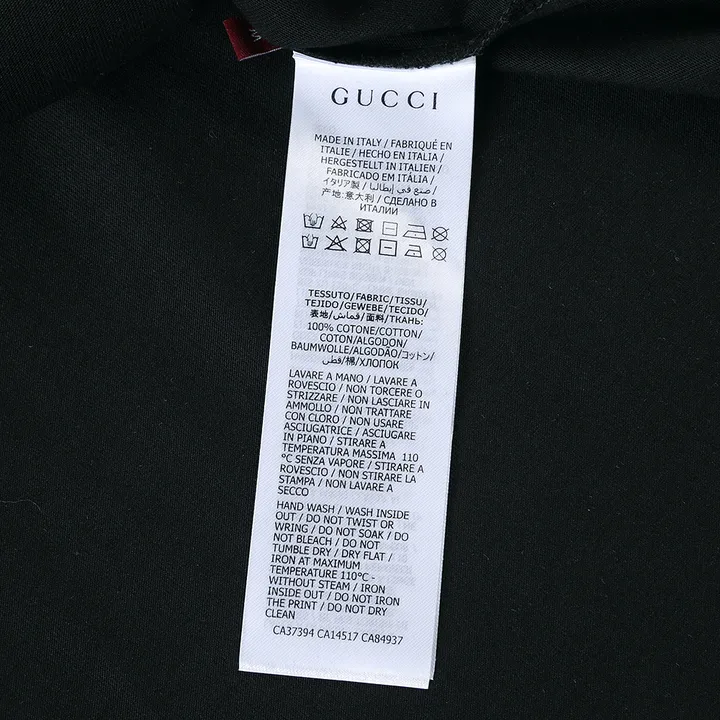 M
GUCCI
MADE IN ITALY / FABRIQUÉ EN
ITALIE / HECHO EN ITALIA /
HERGESTELLT IN ITALIEN /
FABRICADO EM ITÁLIA /
イタリア製 / صنع في إيطاليا /
产地:意大利 / СДЕЛАНО В
ИТАЛИИ
TESSUTO/FABRIC/TISSU/
TEJIDO/GEWEBE/TECIDO/
表地/قماش/面料/ТКАНЬ:
100% COTONE/COTTON/
COTON/ALGODON/
BAUMWOLLE/ALGODÃO/コットン/
قطن/棉/ХЛОПОК
LAVARE A MANO / LAVARE A
ROVESCIO / NON TORCERE O
STRIZZARE / NON LASCIARE IN
AMMOLLO / NON TRATTARE
CON CLORO / NON USARE
ASCIUGATRICE / ASCIUGARE
IN PIANO / STIRARE A
TEMPERATURA MASSIMA 110
°C SENZA VAPORE / STIRARE A
ROVESCIO / NON STIRARE LA
STAMPA / NON LAVARE A
SECCO
HAND WASH / WASH INSIDE
OUT / DO NOT TWIST OR
WRING / DO NOT SOAK / DO
NOT BLEACH / DO NOT
TUMBLE DRY / DRY FLAT /
IRON AT MAXIMUM
TEMPERATURE 110°C -
WITHOUT STEAM / IRON
INSIDE OUT / DO NOT IRON
THE PRINT / DO NOT DRY
CLEAN
CA37394 CA14517 CA84937